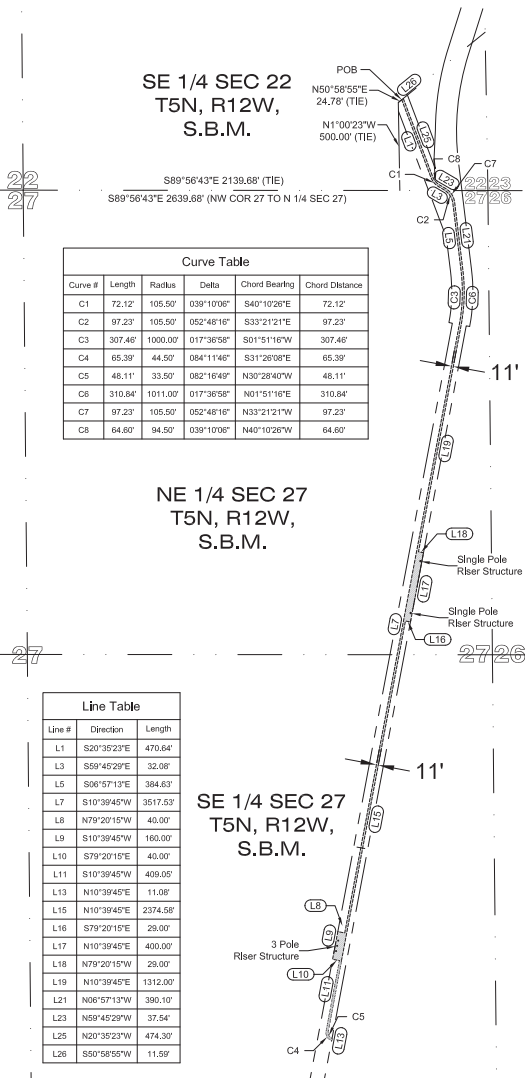 SE 1/4 SEC 22
T5N, R12W,
S.B.M.
POB
L26
N50°58'55"E
24.78' (TIE)
N1°00'23"W
500.00' (TIE)
L1
L25
C8
C7
C1
L23
L3
C2
22
27
S89°56'43"E 2139.68' (TIE)
S89°56'43"E 2639.68' (NW COR 27 TO N 1/4 SEC 27)
22 23
27 26
L5
L21
C3
C6
Curve Table
Curve # Length Radius Delta Chord Bearing Chord Distance
C1 72.12' 105.50' 039°10'06" S40°10'26"E 72.12'
C2 97.23' 105.50' 052°48'16" S33°21'21"E 97.23'
C3 307.46' 1000.00' 017°36'58" S01°51'16"W 307.46'
C4 65.39' 44.50' 084°11'46" S31°26'08"E 65.39'
C5 48.11' 33.50' 082°16'49" N30°28'40"W 48.11'
C6 310.84' 1011.00' 017°36'58" N01°51'16"E 310.84'
C7 97.23' 105.50' 052°48'16" N33°21'21"W 97.23'
C8 64.60' 94.50' 039°10'06" N40°10'26"W 64.60'
11'
L19
NE 1/4 SEC 27
T5N, R12W,
S.B.M.
L18
Single Pole
Riser Structure
L17
Single Pole
Riser Structure
L7
L16
27
27 26
Line Table
Line # Direction Length
L1 S20°35'23"E 470.64'
L3 S59°45'29"E 32.08'
L5 S06°57'13"E 384.63'
L7 S10°39'45"W 3517.53'
L8 N79°20'15"W 40.00'
L9 S10°39'45"W 160.00'
L10 S79°20'15"E 40.00'
L11 S10°39'45"W 409.05'
L13 N10°39'45"E 11.08'
L15 N10°39'45"E 2374.58'
L16 S79°20'15"E 29.00'
L17 N10°39'45"E 400.00'
L18 N79°20'15"W 29.00'
L19 N10°39'45"E 1312.00'
L21 N06°57'13"W 390.10'
L23 N59°45'29"W 37.54'
L25 N20°35'23"W 474.30'
L26 S50°58'55"W 11.59'
11'
SE 1/4 SEC 27
T5N, R12W,
S.B.M.
L15
L8
L9
3 Pole
Riser Structure
L10
L11
C5
C4
L13